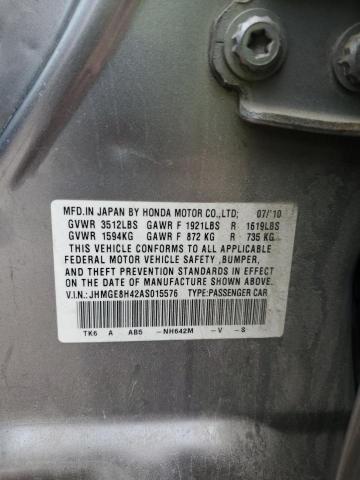 MFD.IN JAPAN BY HONDA MOTOR CO.,LTD; 07/'10
GVWR 3512LBS GAWR F 1921LBS R 1619LBS
GVWR 1594KG GAWR F 872 KG R 735 KG
THIS VEHICLE CONFORMS TO ALL APPLICABLE
FEDERAL MOTOR VEHICLE SAFETY ,BUMPER,
AND THEFT PREVENTION STANDARDS IN EFFECT
ON THE DATE OF MANUFACTURE SHOWN ABOVE.
V.I.N.: JHMGE8H42AS015576 TYPE:PASSENGER CAR
TK6 A AB5 -NH642M -V -S